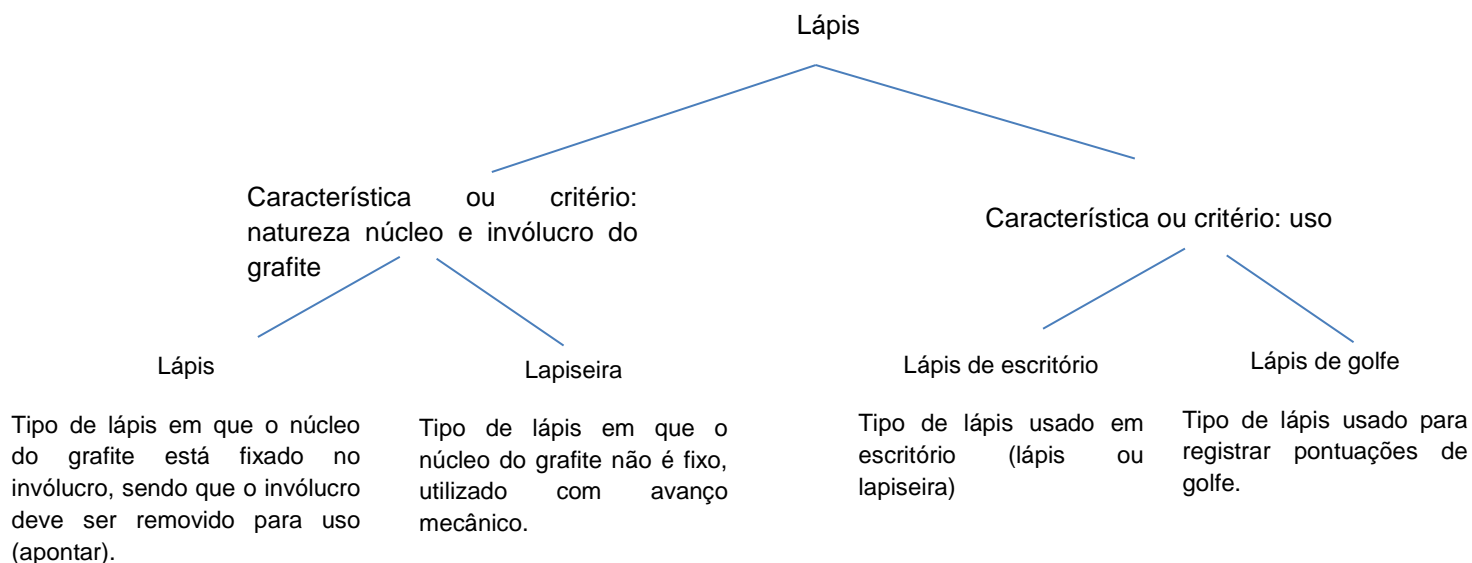 Lápis
Característica ou critério:
natureza núcleo e invólucro do
grafite
Característica ou critério: uso
Lápis
Tipo de lápis em que o núcleo
do grafite está fixado no
invólucro, sendo que o invólucro
deve ser removido para uso
(apontar).
Lapiseira
Tipo de lápis em que o
núcleo do grafite não é fixo,
utilizado com avanço
mecânico.
Lápis de escritório
Tipo de lápis usado em
escritório (lápis ou
lapiseira)
Lápis de golfe
Tipo de lápis usado para
registrar pontuações de
golfe.